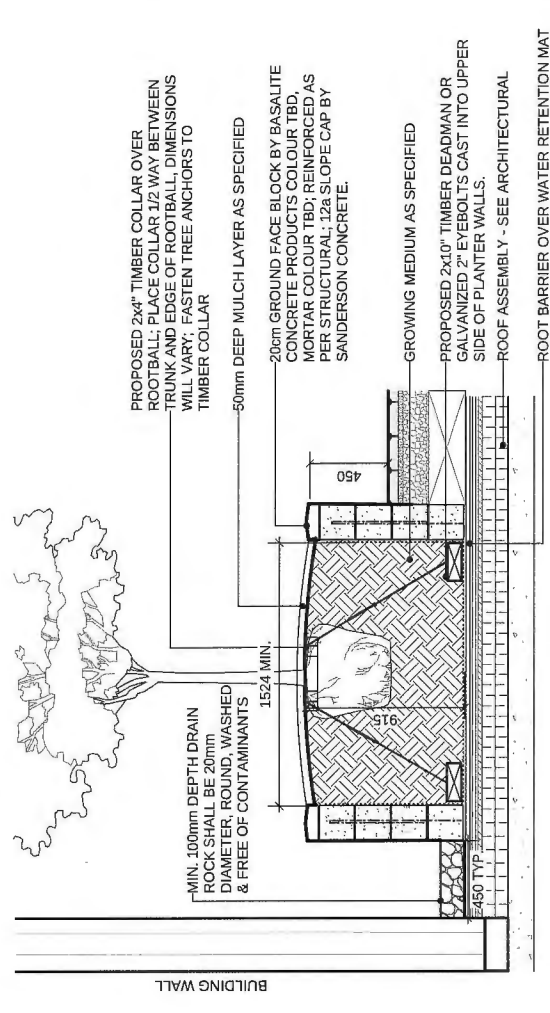 PROPOSED 2x4" TIMBER COLLAR OVER
ROOTBALL; PLACE COLLAR 1/2 WAY BETWEEN
TRUNK AND EDGE OF ROOTBALL, DIMENSIONS
WILL VARY; FASTEN TREE ANCHORS TO
TIMBER COLLAR
50mm DEEP MULCH LAYER AS SPECIFIED
20cm GROUND FACE BLOCK BY BASALITE
CONCRETE PRODUCTS COLOUR TBD,
MORTAR COLOUR TBD; REINFORCED AS
PER STRUCTURAL; 12a SLOPE CAP BY
SANDERSON CONCRETE.
GROWING MEDIUM AS SPECIFIED
PROPOSED 2x10" TIMBER DEADMAN OR
GALVANIZED 2" EYEBOLTS CAST INTO UPPER
SIDE OF PLANTER WALLS.
ROOF ASSEMBLY - SEE ARCHITECTURAL
ROOT BARRIER OVER WATER RETENTION MAT
MIN. 100mm DEPTH DRAIN
ROCK SHALL BE 20mm
DIAMETER, ROUND, WASHED
& FREE OF CONTAMINANTS
1524 MIN.
450
915
450 TYP
BUILDING WALL